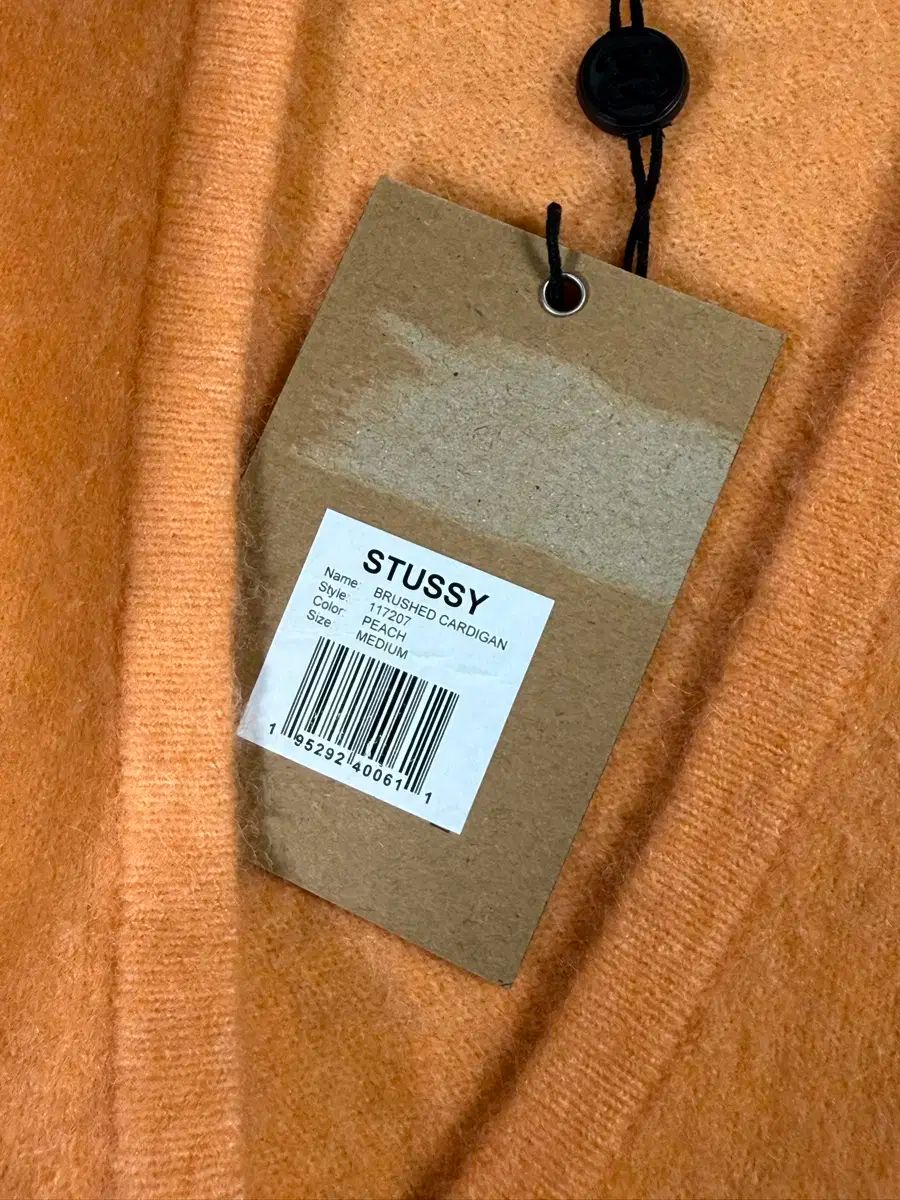 STUSSY
Name: BRUSHED CARDIGAN
Style: 117207
Color: PEACH
Size MEDIUM
1 95292 40061 1